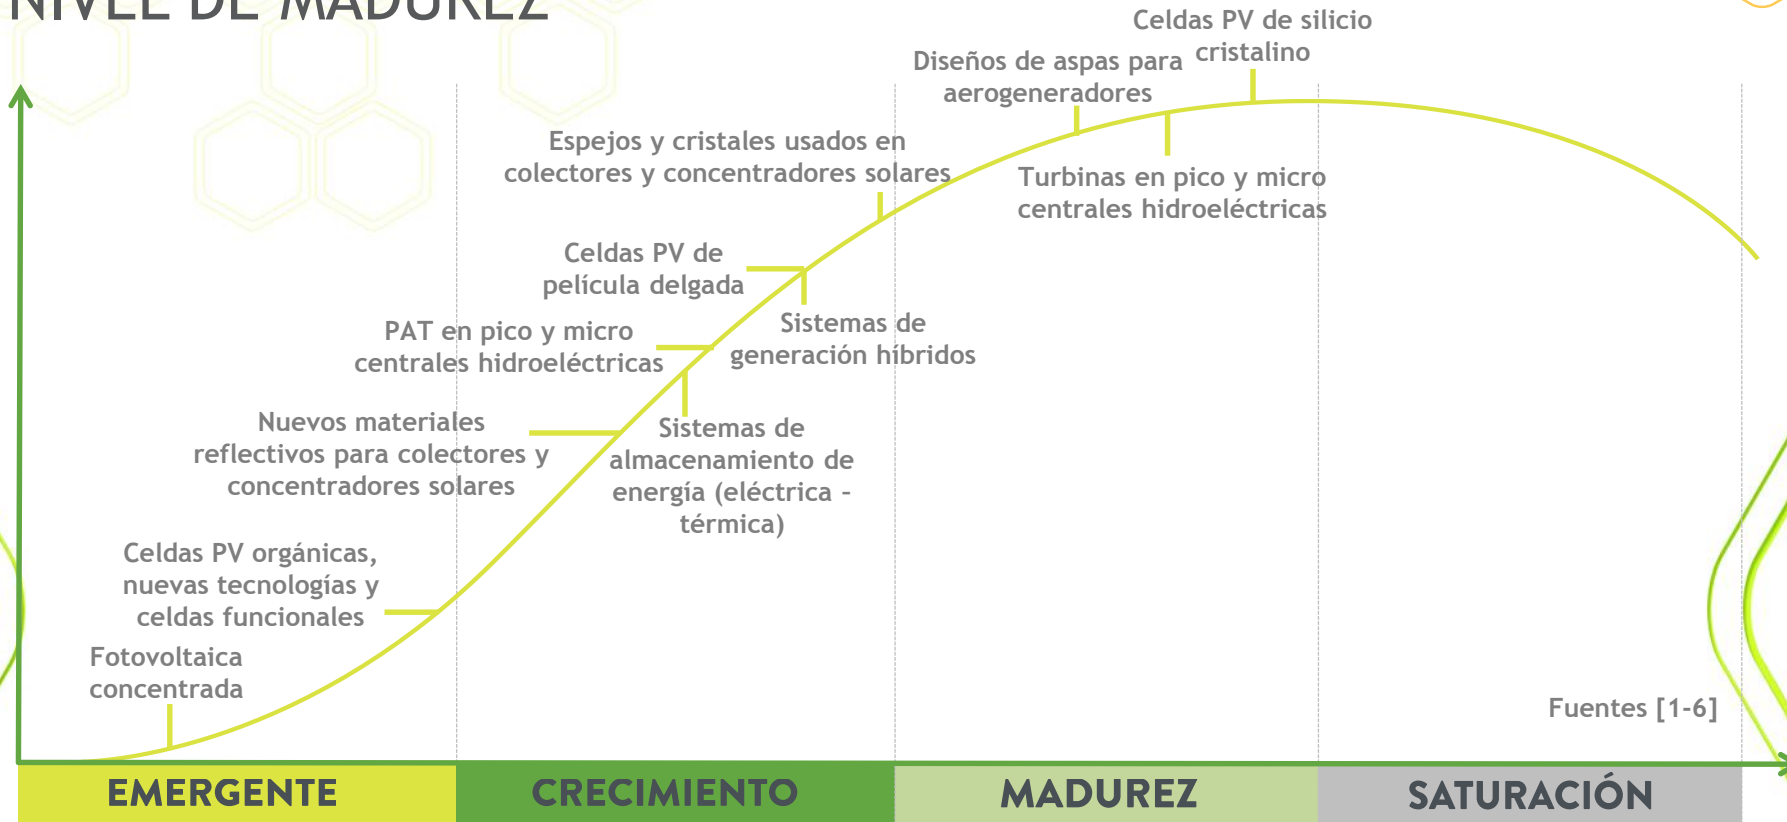 NIVEL DE MADUREZ
Celdas PV de silicio
cristalino
Diseños de aspas para
aerogeneradores
Espejos y cristales usados en
colectores y concentradores solares
Turbinas en pico y micro
centrales hidroeléctricas
Celdas PV de
película delgada
Sistemas de
generación híbridos
PAT en pico y micro
centrales hidroeléctricas
Nuevos materiales
reflectivos para colectores y
concentradores solares
Sistemas de
almacenamiento de
energía (eléctrica –
térmica)
Celdas PV orgánicas,
nuevas tecnologías y
celdas funcionales
Fotovoltaica
concentrada
Fuentes [1-6]
EMERGENTE
CRECIMIENTO
MADUREZ
SATURACIÓN